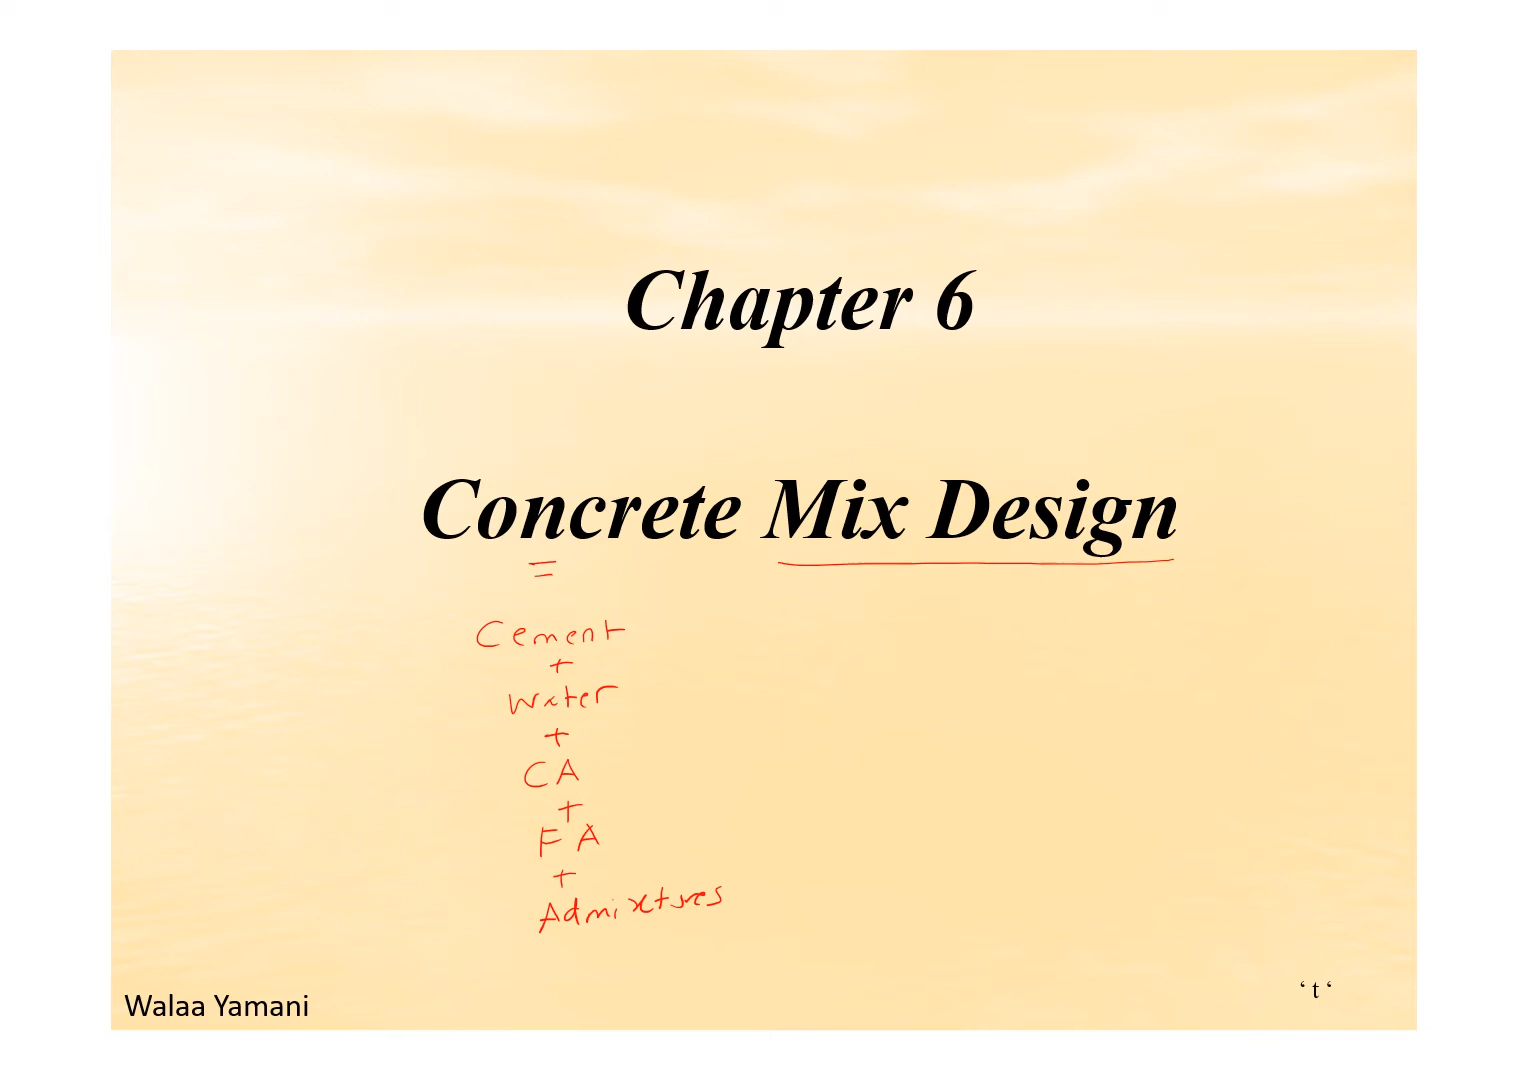 Chapter 6
Concrete Mix Design
=
Cement
+
Water
+
CA
+
FA
+
Admixtures
Walaa Yamani
‘ t ‘